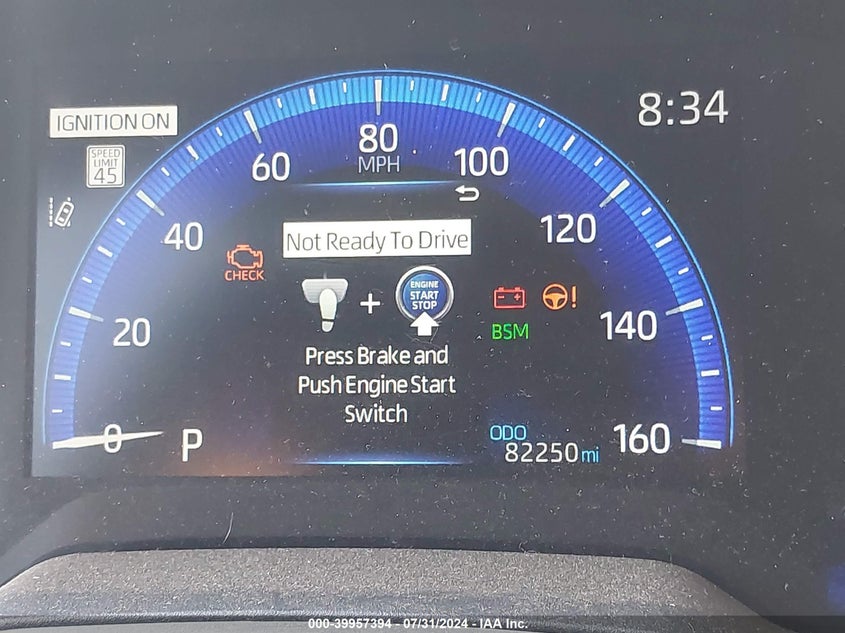 IGNITION ON
8:34
SPEED
LIMIT
45
80
MPH
60
100
40
120
Not Ready To Drive
CHECK
ENGINE
START
STOP
+
!
20
BSM
140
Press Brake and
Push Engine Start
Switch
0
P
ODO
82250 mi
160
000-39957394 - 07/31/2024 - IAA Inc.